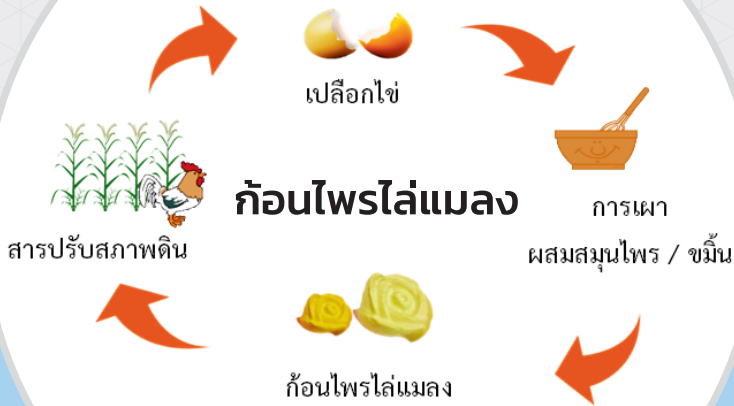 เปลือกไข่
ก้อนไพรไล่แมลง
การเผา
ผสมสมุนไพร / ขมิ้น
สารปรับสภาพดิน
ก้อนไพรไล่แมลง